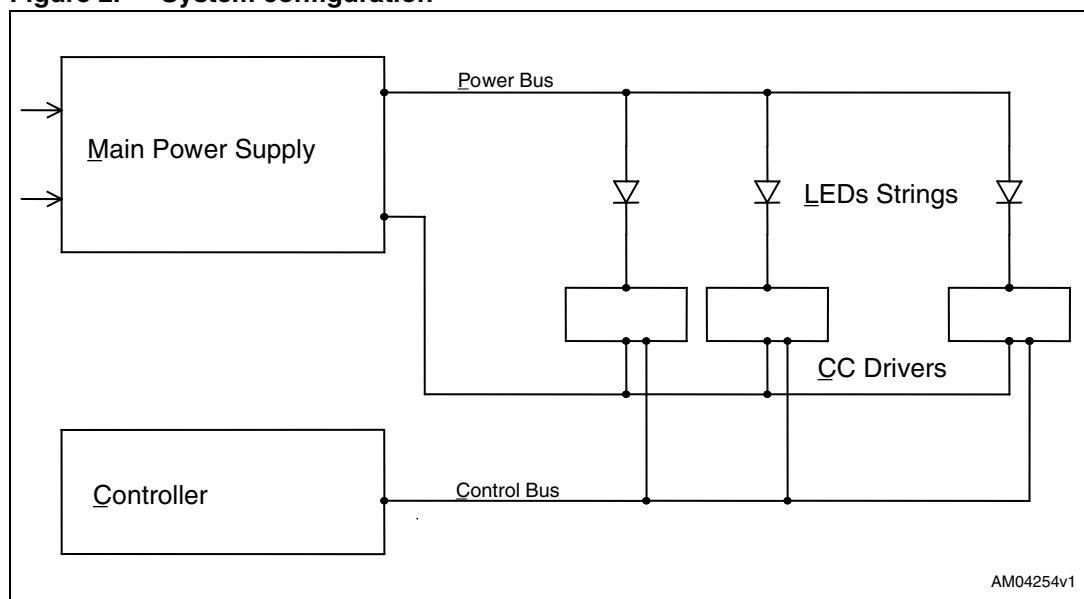 Figure 2. System configuration
Power Bus
Main Power Supply
LEDs Strings
CC Drivers
Controller
Control Bus
AM04254v1